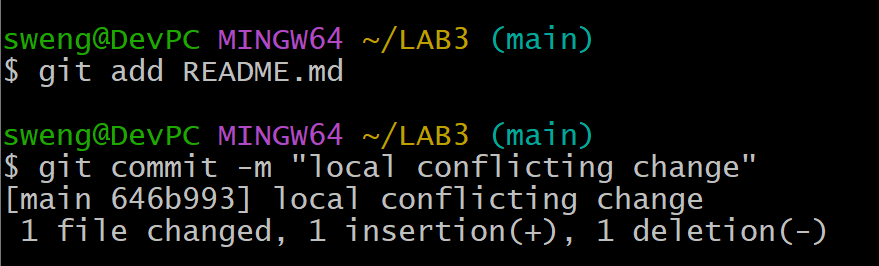 sweng@DevPC MINGW64 ~/LAB3 (main)
$ git add README.md
sweng@DevPC MINGW64 ~/LAB3 (main)
$ git commit -m "local conflicting change"
[main 646b993] local conflicting change
 1 file changed, 1 insertion(+), 1 deletion(-)